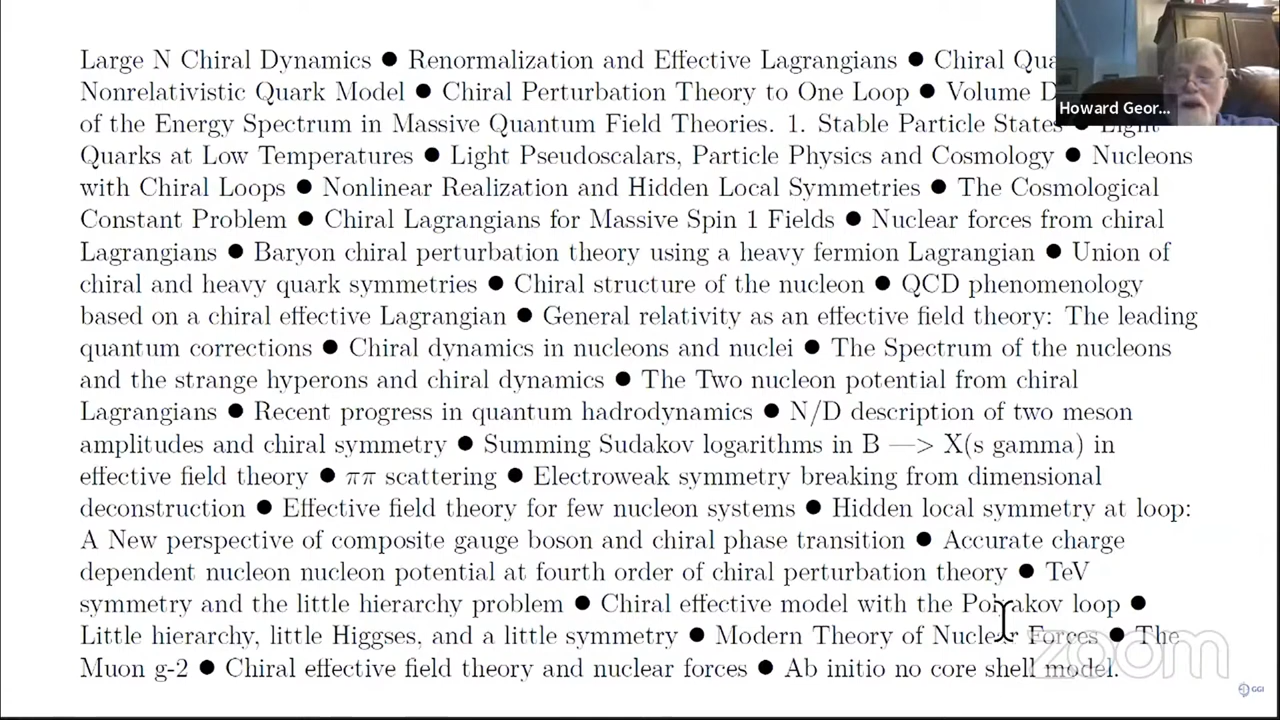 Large N Chiral Dynamics ● Renormalization and Effective Lagrangians ● Chiral
Nonrelativistic Quark Model ● Chiral Perturbation Theory to One Loop ● Volume
of the Energy Spectrum in Massive Quantum Field Theories. 1. Stable Particle States ● Light
Quarks at Low Temperatures ● Light Pseudoscalars, Particle Physics and Cosmology ● Nucleons
with Chiral Loops ● Nonlinear Realization and Hidden Local Symmetries ● The Cosmological
Constant Problem ● Chiral Lagrangians for Massive Spin 1 Fields ● Nuclear forces from chiral
Lagrangians ● Baryon chiral perturbation theory using a heavy fermion Lagrangian ● Union of
chiral and heavy quark symmetries ● Chiral structure of the nucleon ● QCD phenomenology
based on a chiral effective Lagrangian ● General relativity as an effective field theory: The leading
quantum corrections ● Chiral dynamics in nucleons and nuclei ● The Spectrum of the nucleons
and the strange hyperons and chiral dynamics ● The Two nucleon potential from chiral
Lagrangians ● Recent progress in quantum hadrodynamics ● N/D description of two meson
amplitudes and chiral symmetry ● Summing Sudakov logarithms in B —> X(s gamma) in
effective field theory ● ππ scattering ● Electroweak symmetry breaking from dimensional
deconstruction ● Effective field theory for few nucleon systems ● Hidden local symmetry at loop:
A New perspective of composite gauge boson and chiral phase transition ● Accurate charge
dependent nucleon nucleon potential at fourth order of chiral perturbation theory ● TeV
symmetry and the little hierarchy problem ● Chiral effective model with the Polyakov loop ●
Little hierarchy, little Higgses, and a little symmetry ● Modern Theory of Nuclear Forces ● The
Muon g-2 ● Chiral effective field theory and nuclear forces ● Ab initio no core shell model.
Howard Geor...
zoom
GGI